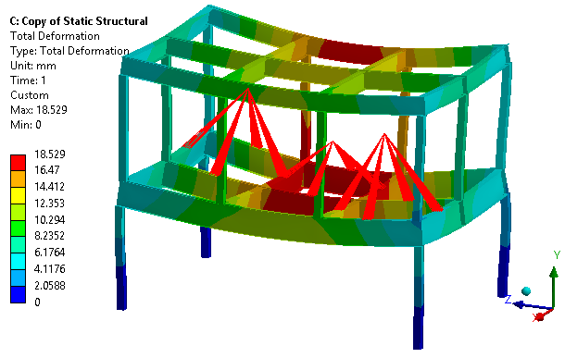 C: Copy of Static Structural
Total Deformation
Type: Total Deformation
Unit: mm
Time: 1
Custom
Max: 18.529
Min: 0
18.529
16.47
14.412
12.353
10.294
8.2352
6.1764
4.1176
2.0588
0
Y
Z
X